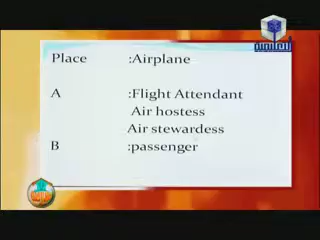 Place :Airplane
A :Flight Attendant
Air hostess
Air stewardess
B :passenger